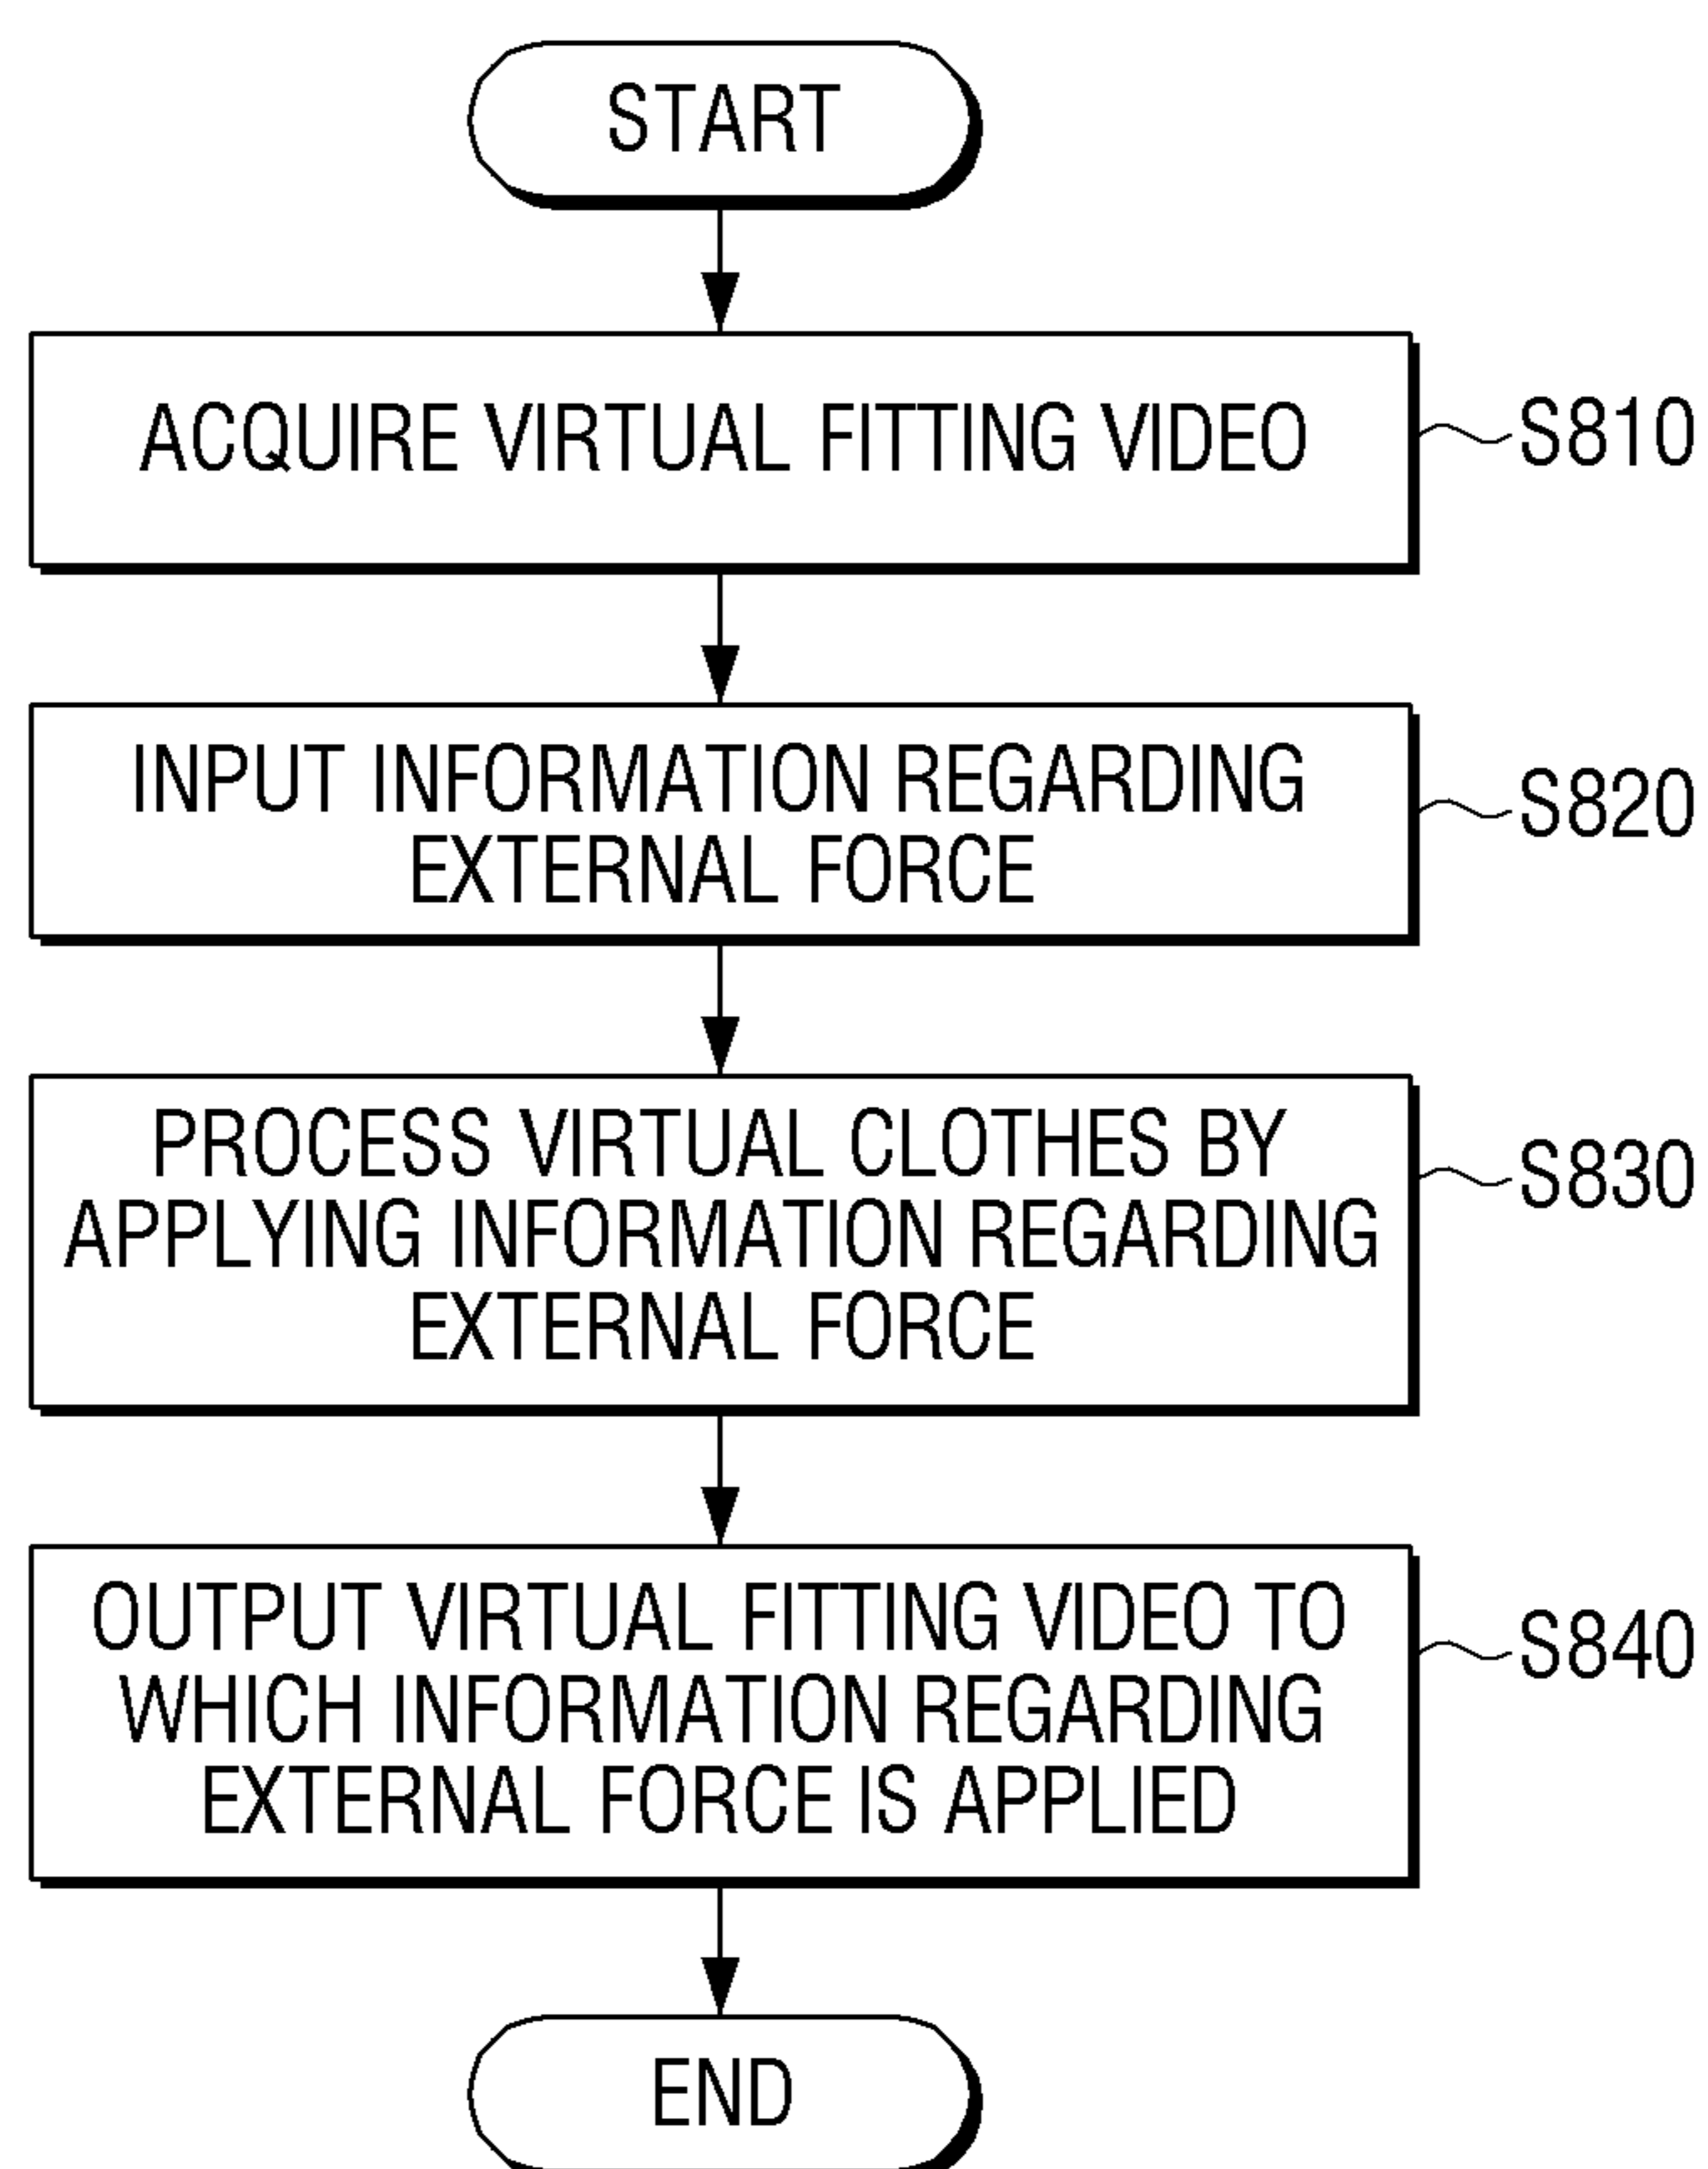 START
ACQUIRE VIRTUAL FITTING VIDEO
S810
INPUT INFORMATION REGARDING
EXTERNAL FORCE
S820
PROCESS VIRTUAL CLOTHES BY
APPLYING INFORMATION REGARDING
EXTERNAL FORCE
S830
OUTPUT VIRTUAL FITTING VIDEO TO
WHICH INFORMATION REGARDING
EXTERNAL FORCE IS APPLIED
S840
END